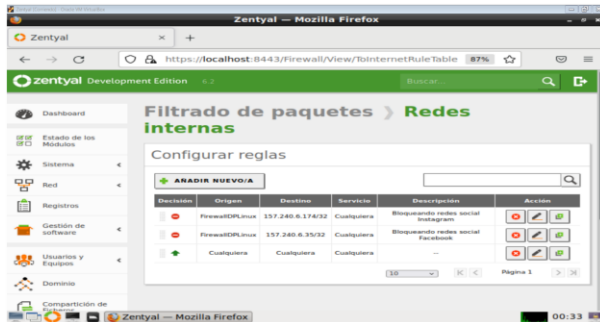 Zentyal — Mozilla Firefox
Zentyal × +
https://localhost:8443/Firewall/View/ToInternetRuleTable 87%
zentyal Development Edition 6.2 Buscar...
Dashboard
Estado de los Módulos
Sistema
Red
Registros
Gestión de software
Usuarios y Equipos
Dominio
Compartición de
Filtrado de paquetes Redes internas
Configurar reglas
AÑADIR NUEVO/A
Decisión Origen Destino Servicio Descripción Acción
FirewallDPLinux 157.240.6.174/32 Cualquiera Bloqueando redes social Instagram
FirewallDPLinux 157.240.6.35/32 Cualquiera Bloqueando redes social Facebook
Cualquiera Cualquiera Cualquiera --
10 Página 1
Zentyal — Mozilla Firefox 00:33